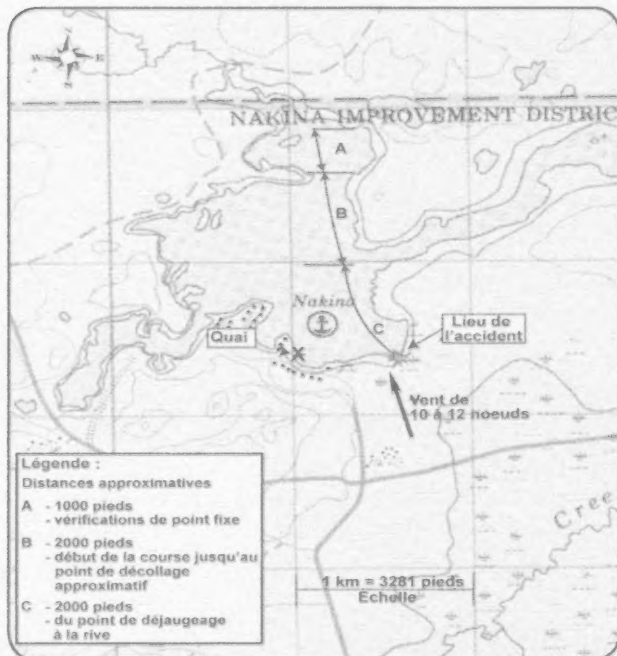 N
W E
S
NAKINA IMPROVEMENT DISTRIC
A
B
Nakina
C
Quai
Lieu de
l'accident
Vent de
10 à 12 noeuds
Légende :
Distances approximatives
A - 1000 pieds
- vérifications de point fixe
B - 2000 pieds
- début de la course jusqu'au
point de décollage
approximatif
C - 2000 pieds
- du point de déjaugeage
à la rive
1 km = 3281 pieds
Echelle
Cree